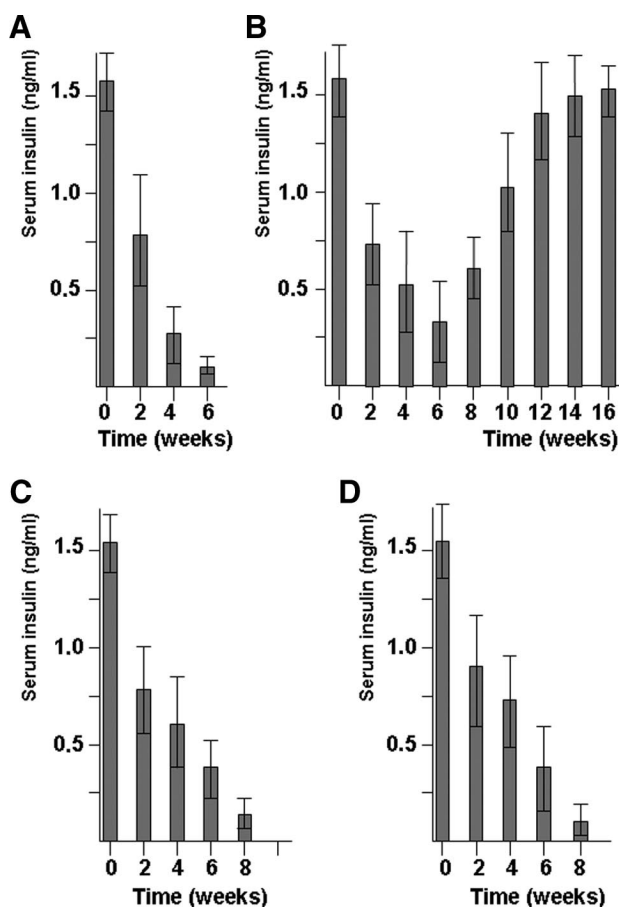 A
Serum insulin (ng/ml)
1.5
1.0
0.5
0 2 4 6
Time (weeks)
B
Serum insulin (ng/ml)
1.5
1.0
0.5
0 2 4 6 8 10 12 14 16
Time (weeks)
C
Serum insulin (ng/ml)
1.5
1.0
0.5
0 2 4 6 8
Time (weeks)
D
Serum insulin (ng/ml)
1.5
1.0
0.5
0 2 4 6 8
Time (weeks)